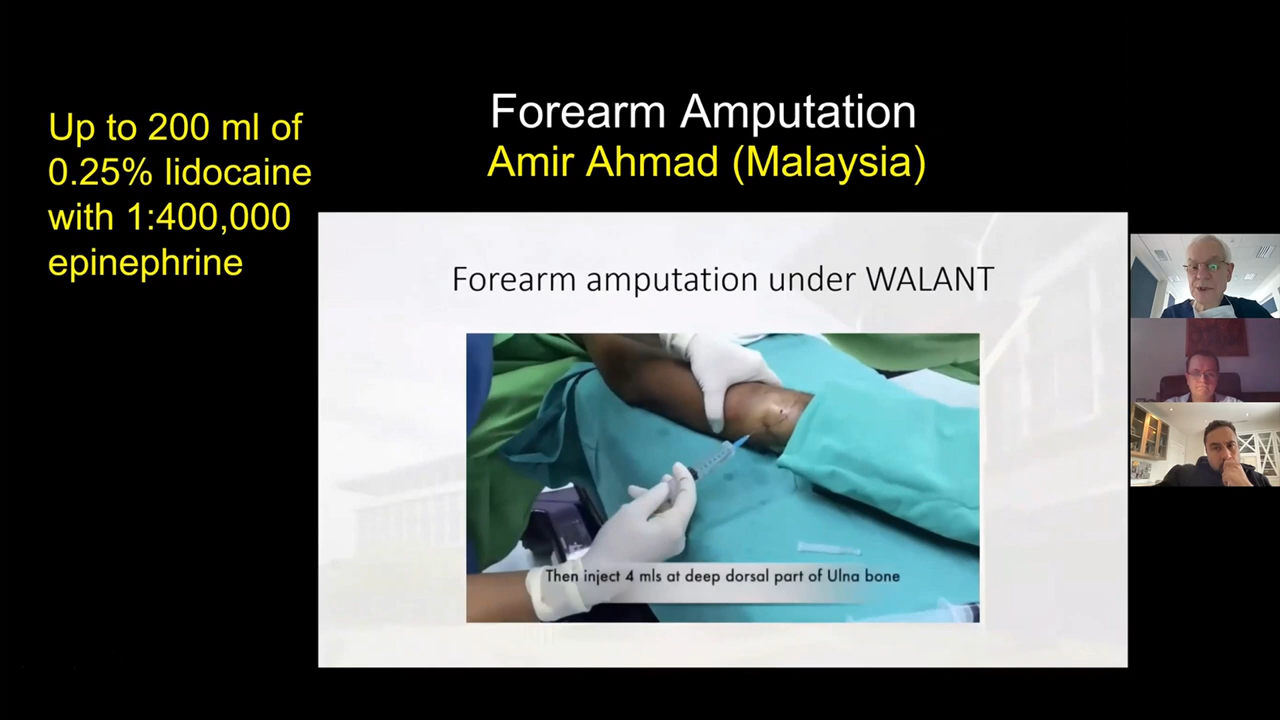 Up to 200 ml of
0.25% lidocaine
with 1:400,000
epinephrine
Forearm Amputation
Amir Ahmad (Malaysia)
Forearm amputation under WALANT
Then inject 4 mls at deep dorsal part of Ulna bone